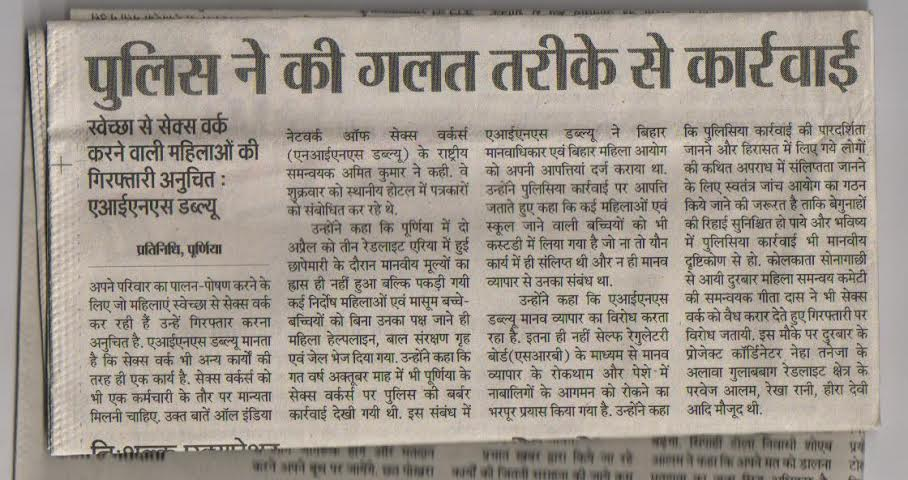 पुलिस ने की गलत तरीके से कार्रवाई
स्वेच्छा से सेक्स वर्क
करने वाली महिलाओं की
गिरफ्तारी अनुचित :
एआईएनएस डब्ल्यू
प्रतिनिधि, पूर्णिया
अपने परिवार का पालन-पोषण करने के
लिए जो महिलाएं स्वेच्छा से सेक्स वर्क
कर रही हैं उन्हें गिरफ्तार करना
अनुचित है. एआईएनएस डब्ल्यू मानता
है कि सेक्स वर्क भी अन्य कार्यों की
तरह ही एक कार्य है. सेक्स वर्कर्स को
भी एक कर्मचारी के तौर पर मान्यता
मिलनी चाहिए. उक्त बातें ऑल इंडिया
नेटवर्क ऑफ सेक्स वर्कर्स
(एनआईएनएस डब्ल्यू) के राष्ट्रीय
समन्वयक अमित कुमार ने कही. वे
शुक्रवार को स्थानीय होटल में पत्रकारों
को संबोधित कर रहे थे.
उन्होंने कहा कि पूर्णिया में दो
अप्रैल को तीन रेडलाइट एरिया में हुई
छापेमारी के दौरान मानवीय मूल्यों का
ह्रास ही नहीं हुआ बल्कि पकड़ी गयी
कई निर्दोष महिलाओं एवं मासूम बच्चे-
बच्चियों को बिना उनका पक्ष जाने ही
महिला हेल्पलाइन, बाल संरक्षण गृह
एवं जेल भेज दिया गया. उन्होंने कहा कि
गत वर्ष अक्तूबर माह में भी पूर्णिया के
सेक्स वर्कर्स पर पुलिस की बर्बर
कार्रवाई देखी गयी थी. इस संबंध में
एआईएनएस डब्ल्यू ने बिहार
मानवाधिकार एवं बिहार महिला आयोग
को अपनी आपत्तियां दर्ज कराया था.
उन्होंने पुलिसिया कार्रवाई पर आपत्ति
जताते हुए कहा कि कई महिलाओं एवं
स्कूल जाने वाली बच्चियों को भी
कस्टडी में लिया गया है जो ना तो यौन
कार्य में ही संलिप्त थी और न ही मानव
व्यापार से उनका संबंध था.
उन्होंने कहा कि एआईएनएस
डब्ल्यू मानव व्यापार का विरोध करता
रहा है. इतना ही नहीं सेल्फ रेगुलेटरी
बोर्ड(एसआरबी) के माध्यम से मानव
व्यापार के रोकथाम और पेशे में
नाबालिगों के आगमन को रोकने का
भरपूर प्रयास किया गया है. उन्होंने कहा
कि पुलिसिया कार्रवाई की पारदर्शिता
जानने और हिरासत में लिए गये लोगों
की कथित अपराध में संलिप्तता जानने
के लिए स्वतंत्र जांच आयोग का गठन
किये जाने की जरूरत है ताकि बेगुनाहों
की रिहाई सुनिश्चित हो पाये और भविष्य
में पुलिसिया कार्रवाई भी मानवीय
दृष्टिकोण से हो. कोलकाता सोनागाछी
से आयी दुरबार महिला समन्वय कमेटी
की समन्वयक गीता दास ने भी सेक्स
वर्क को वैध करार देते हुए गिरफ्तारी पर
विरोध जतायी. इस मौके पर दुरबार के
प्रोजेक्ट कॉर्डिनेटर नेहा तनेजा के
अलावा गुलाबबाग रेडलाइट क्षेत्र के
परवेज आलम, रेखा रानी, हीरा देवी
आदि मौजूद थी.